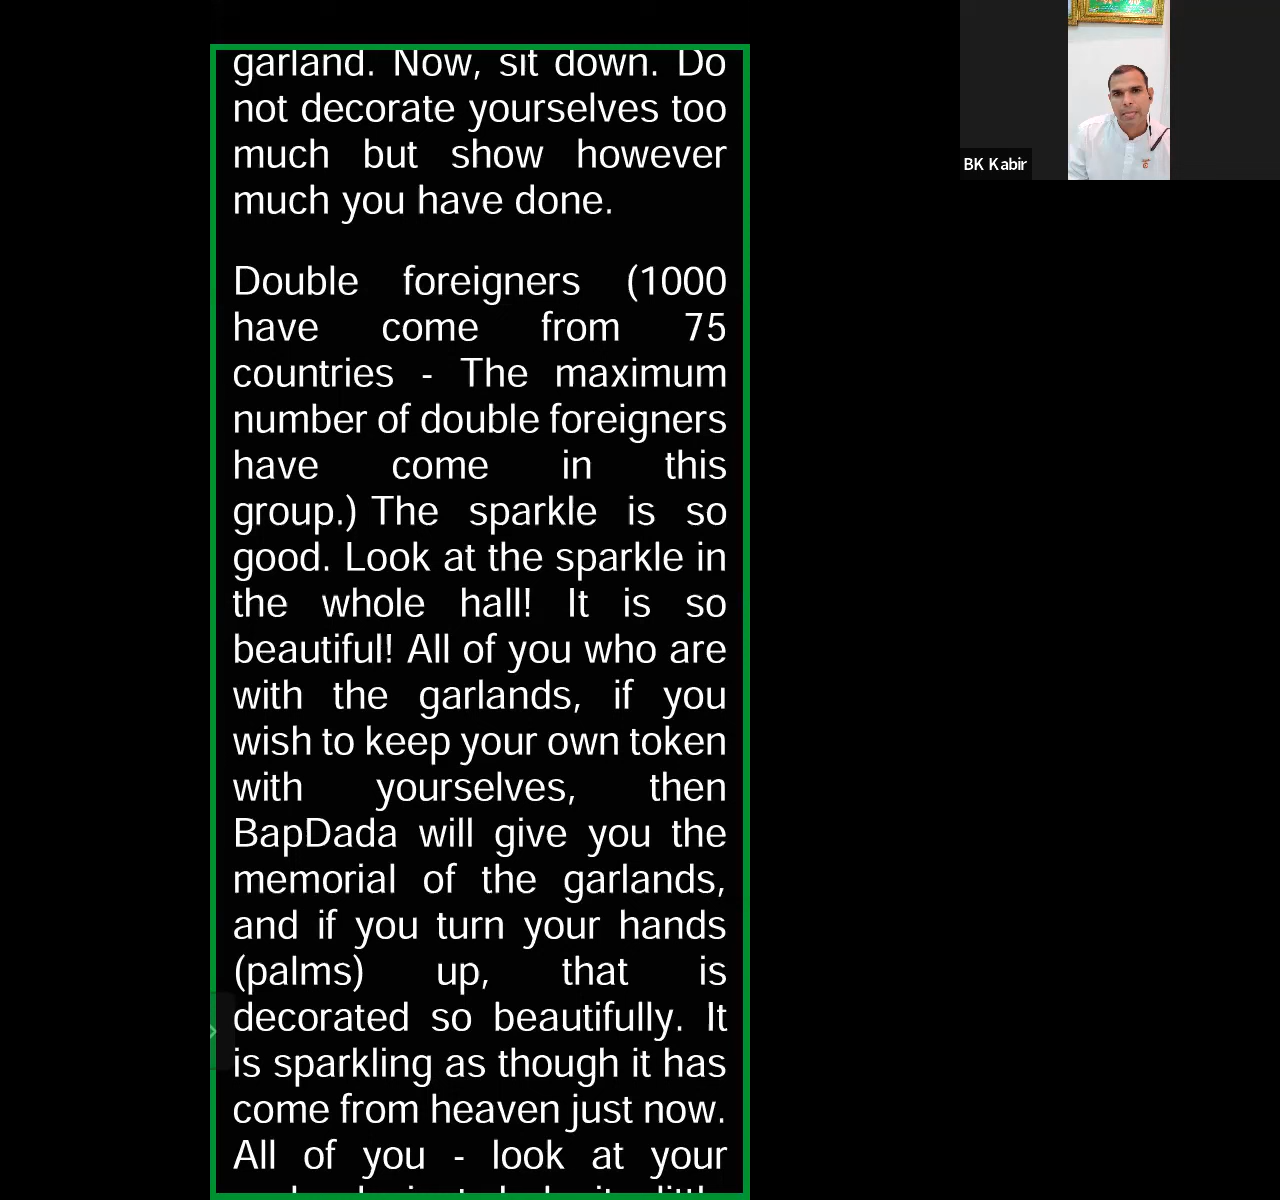 garland. Now, sit down. Do
not decorate yourselves too
much but show however
much you have done.
Double foreigners (1000
have come from 75
countries - The maximum
number of double foreigners
have come in this
group.) The sparkle is so
good. Look at the sparkle in
the whole hall! It is so
beautiful! All of you who are
with the garlands, if you
wish to keep your own token
with yourselves, then
BapDada will give you the
memorial of the garlands,
and if you turn your hands
(palms) up, that is
decorated so beautifully. It
is sparkling as though it has
come from heaven just now.
All of you - look at your
BK Kabir